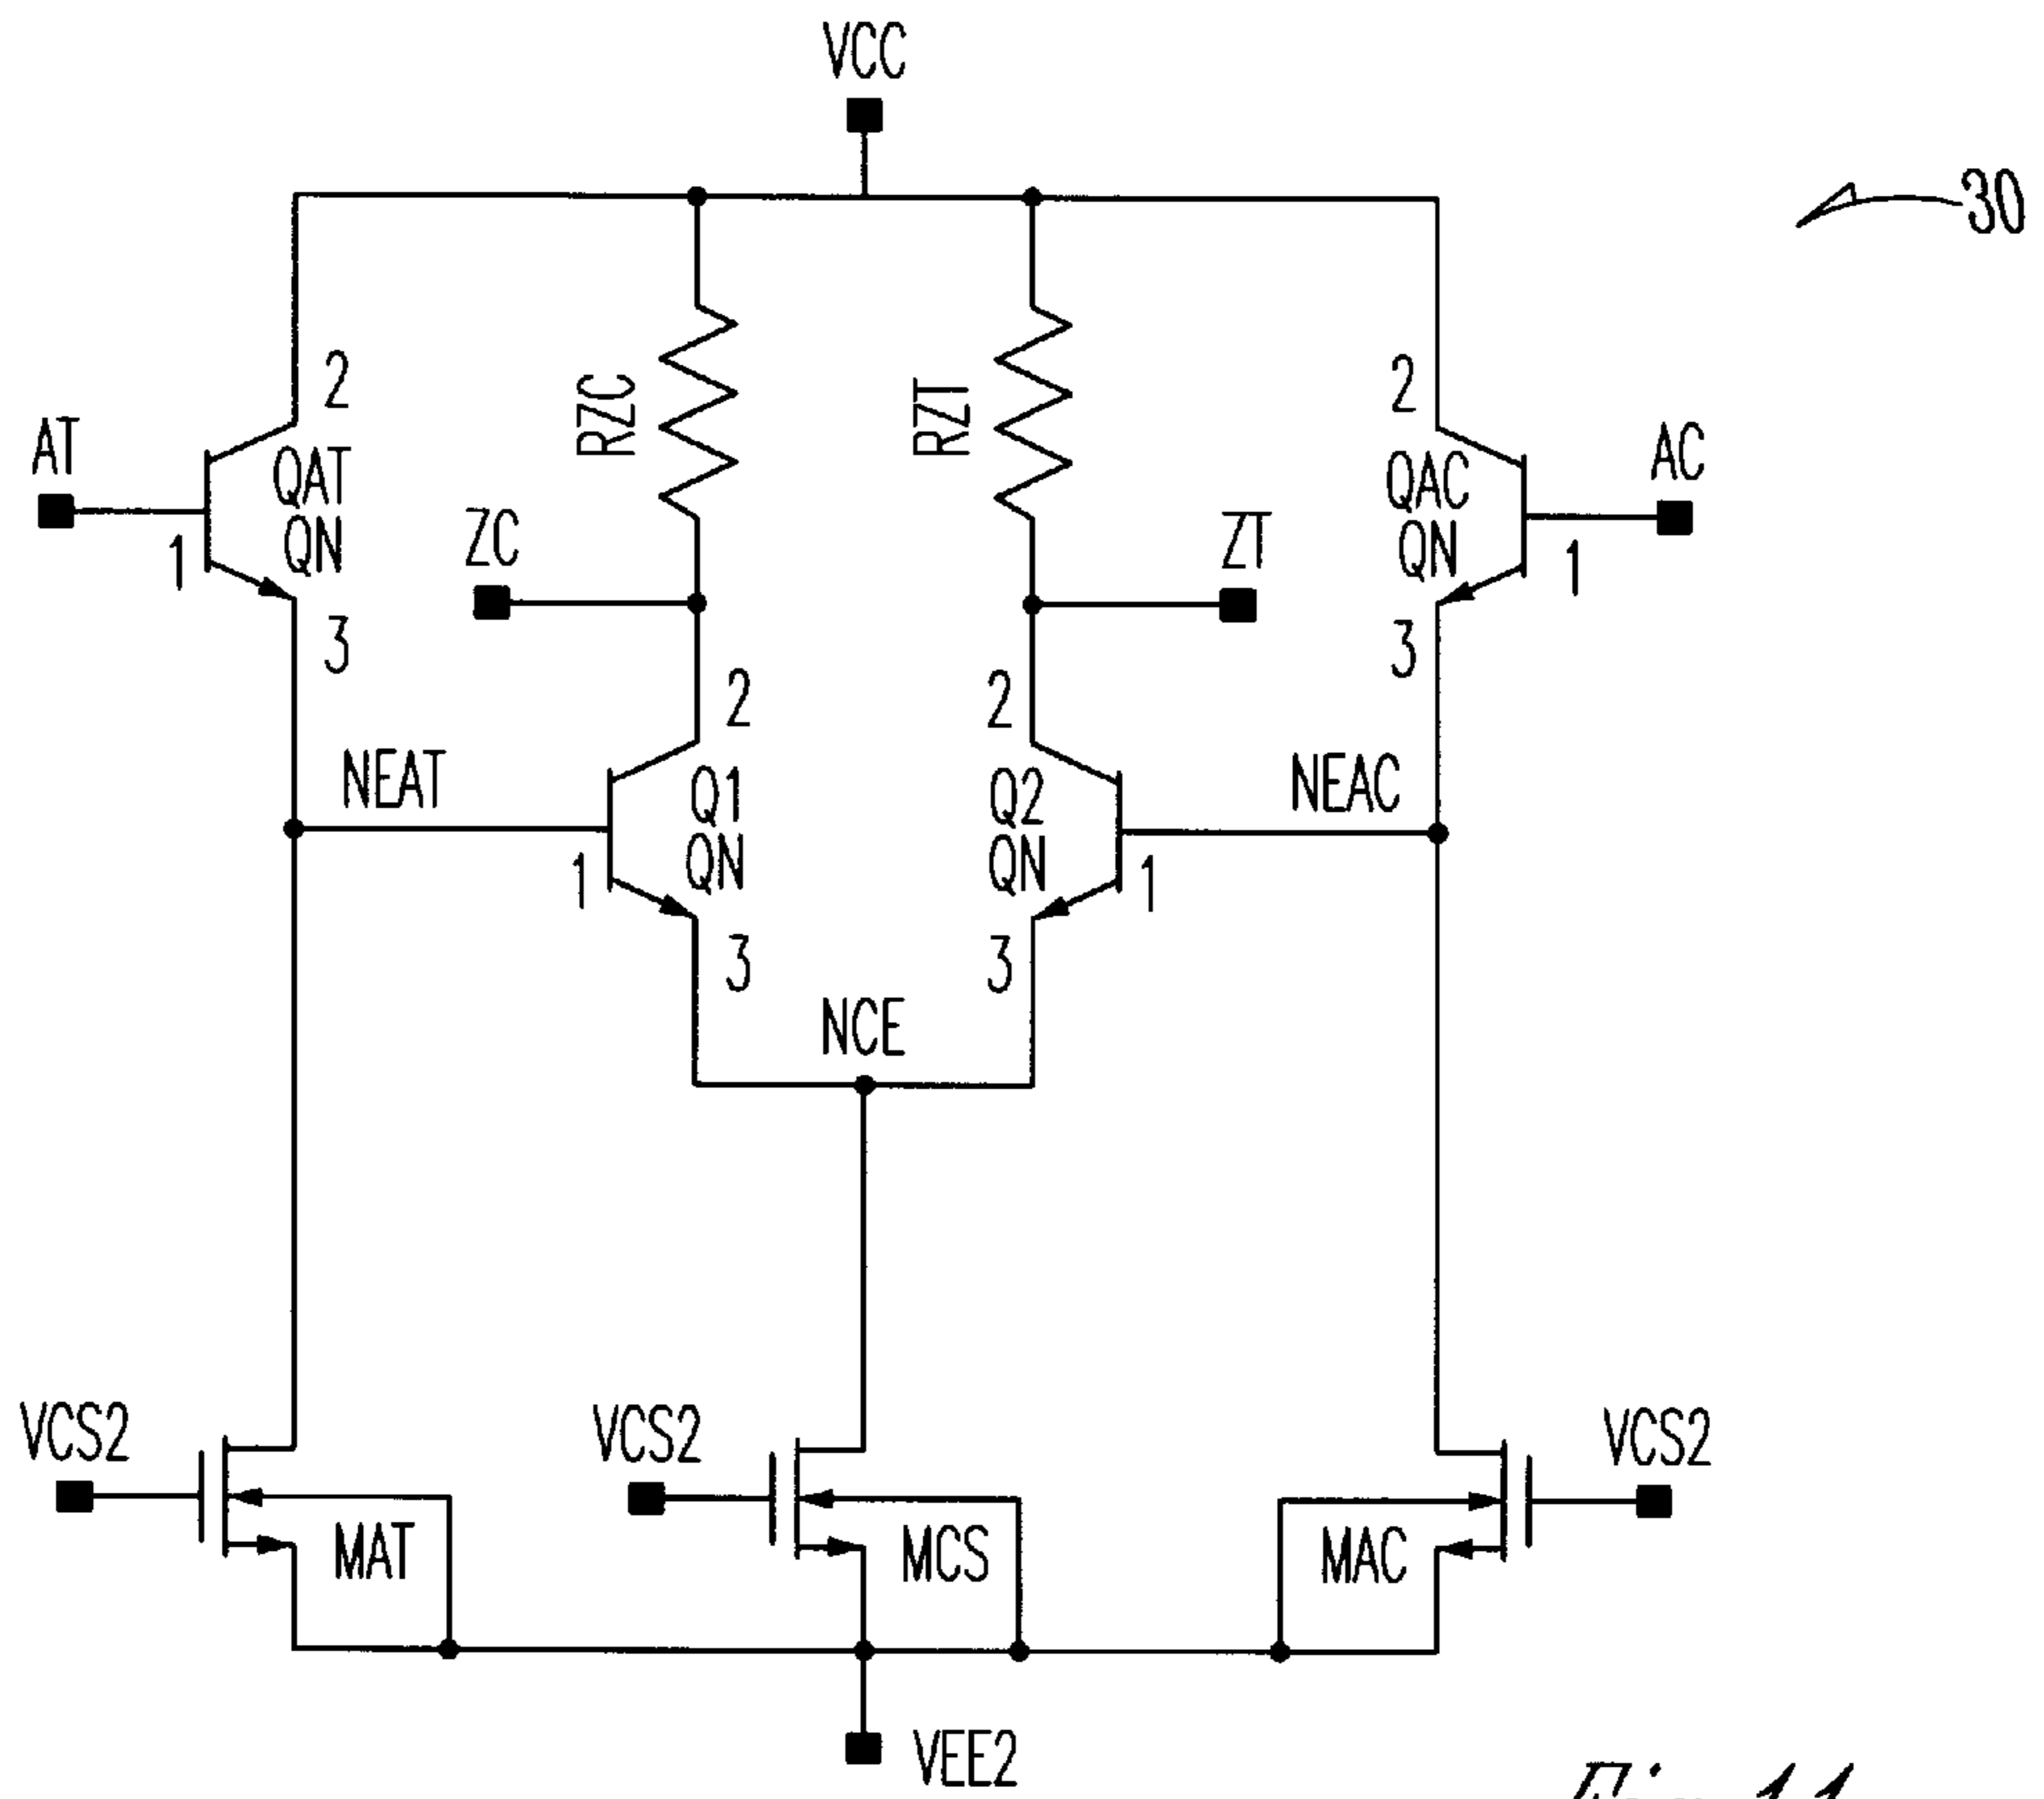 VCC
30
2
2
AT
RZC
RZT
AC
QAT
QN
QAC
QN
1
ZC
ZT
1
3
3
2
2
NEAT
Q1
QN
Q2
QN
NEAC
1
1
3
3
NCE
VCS2
VCS2
VCS2
MAT
MCS
MAC
VEE2